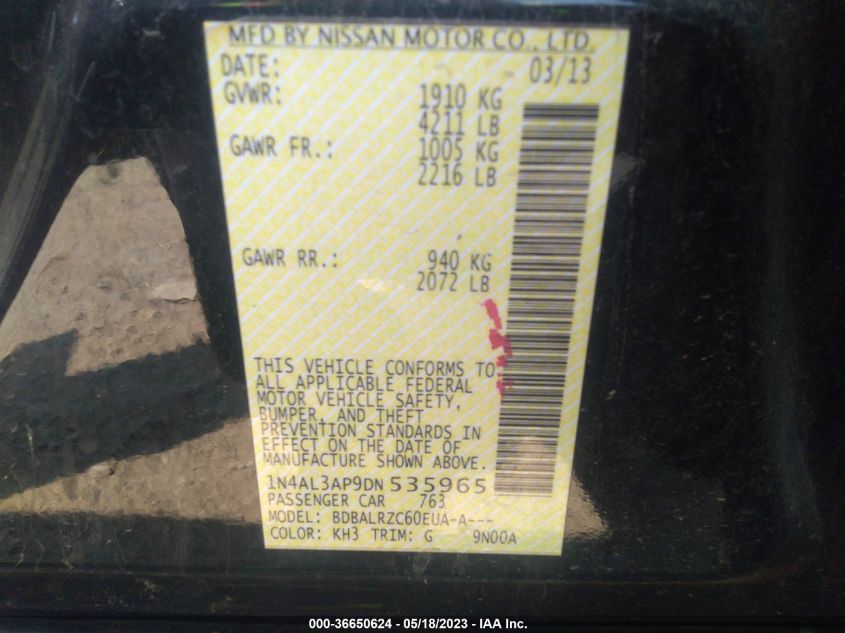 MFD BY NISSAN MOTOR CO., LTD.
DATE: 03/13
GVWR: 1910 KG
4211 LB
GAWR FR.: 1005 KG
2216 LB
GAWR RR.: 940 KG
2072 LB
THIS VEHICLE CONFORMS TO
ALL APPLICABLE FEDERAL
MOTOR VEHICLE SAFETY,
BUMPER, AND THEFT
PREVENTION STANDARDS IN
EFFECT ON THE DATE OF
MANUFACTURE SHOWN ABOVE.
1N4AL3AP9DN 535965
PASSENGER CAR 763
MODEL: BDBALRZC60EUA-A---
COLOR: KH3 TRIM: G 9N00A
000-36650624 - 05/18/2023 - IAA Inc.